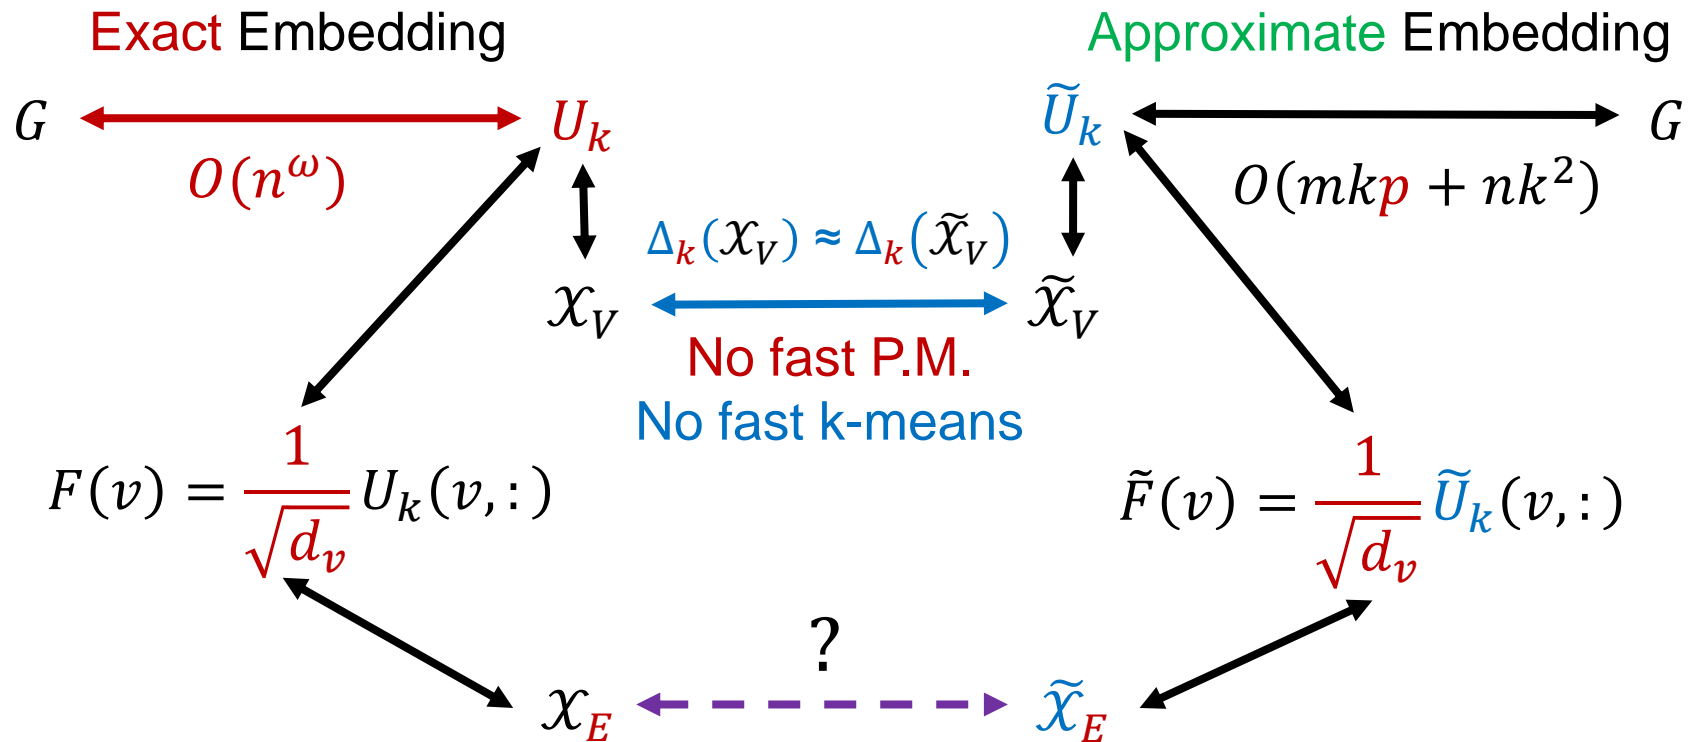 Exact Embedding
Approximate Embedding
G
U_k
Ũ_k
G
O(n^ω)
O(mkp + nk²)
Δ_k(𝒳_V) ≈ Δ_k(𝒳̃_V)
𝒳_V
𝒳̃_V
No fast P.M.
No fast k-means
F(v) = 1/√d_v U_k(v,:)
F̃(v) = 1/√d_v Ũ_k(v,:)
?
𝒳_E
𝒳̃_E